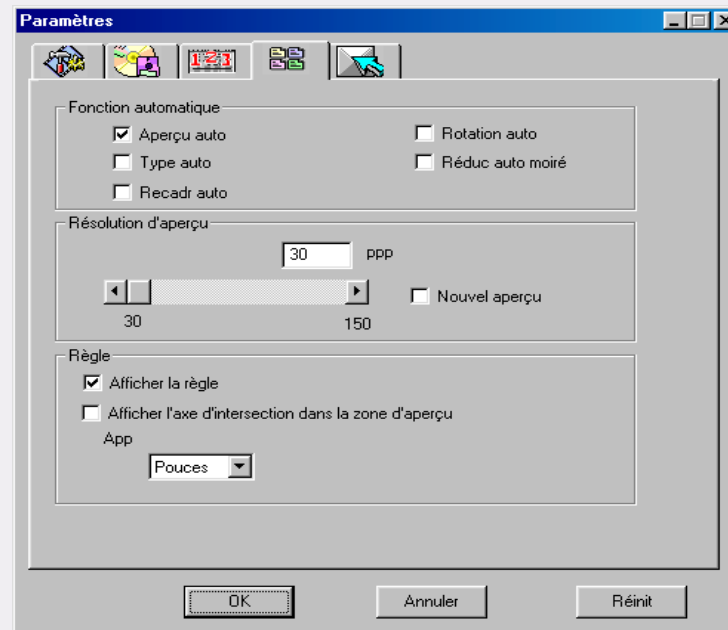 Paramètres
123
Fonction automatique
Aperçu auto
Rotation auto
Type auto
Réduc auto moiré
Recadr auto
Résolution d'aperçu
30 ppp
Nouvel aperçu
30 150
Règle
Afficher la règle
Afficher l'axe d'intersection dans la zone d'aperçu
App
Pouces
OK Annuler Réinit